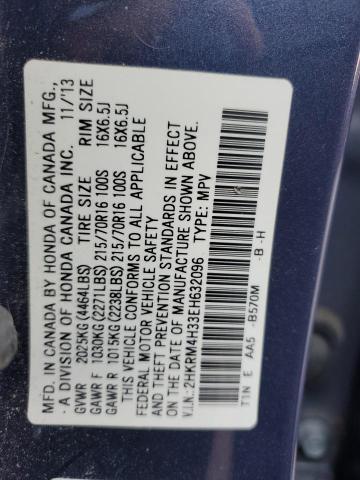 MFD. IN CANADA BY HONDA OF CANADA MFG.,
- A DIVISION OF HONDA CANADA INC. 11/'13
GVWR 2025KG (4464LBS) TIRE SIZE RIM SIZE
GAWR F 1030KG (2271LBS) 215/70R16 100S 16X6.5J
GAWR R 1015KG (2238LBS) 215/70R16 100S 16X6.5J
THIS VEHICLE CONFORMS TO ALL APPLICABLE
FEDERAL MOTOR VEHICLE SAFETY
AND THEFT PREVENTION STANDARDS IN EFFECT
ON THE DATE OF MANUFACTURE SHOWN ABOVE.
V.I.N.: 2HKRM4H33EH632096 TYPE: MPV
T1N E AA5 -B570M -B -H